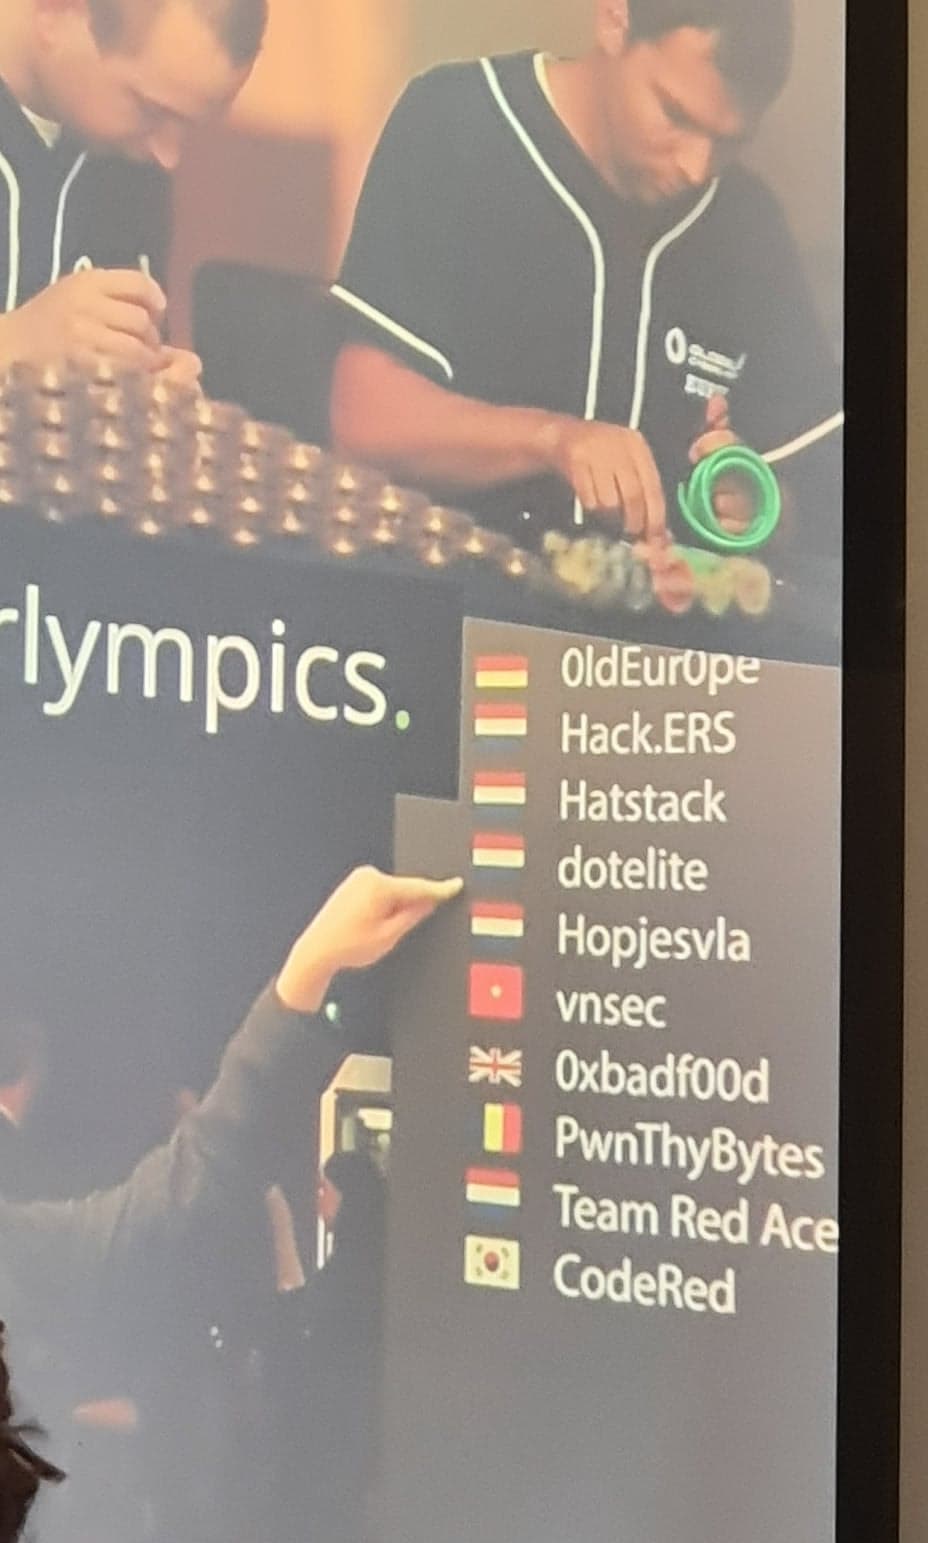 rlympics.
0ldEur0pe
Hack.ERS
Hatstack
dotelite
Hopjesvla
vnsec
0xbadf00d
PwnThyBytes
Team Red Ace
CodeRed